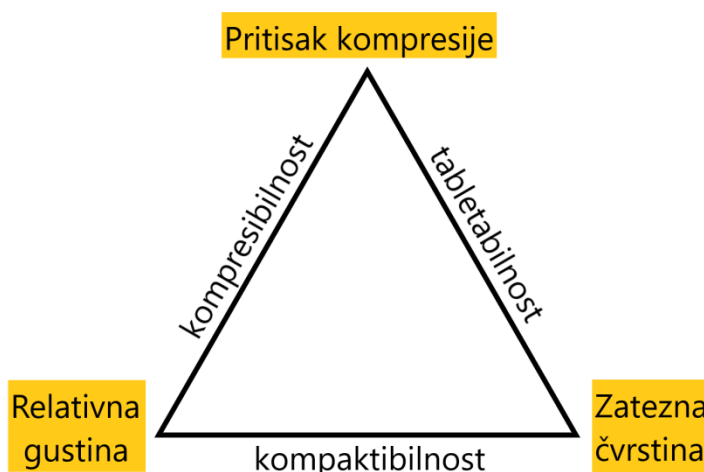 Pritisak kompresije
kompresibilnost
tabletabilnost
Relativna
gustina
Zatezna
čvrstina
kompaktibilnost